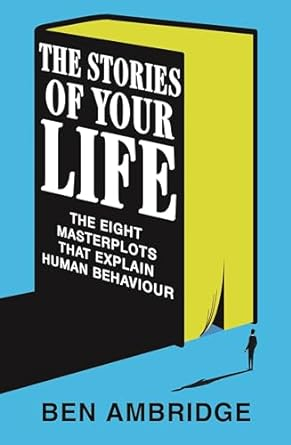 THE STORIES
OF YOUR
LIFE
THE EIGHT
MASTERPLOTS
THAT EXPLAIN
HUMAN BEHAVIOUR
BEN AMBRIDGE